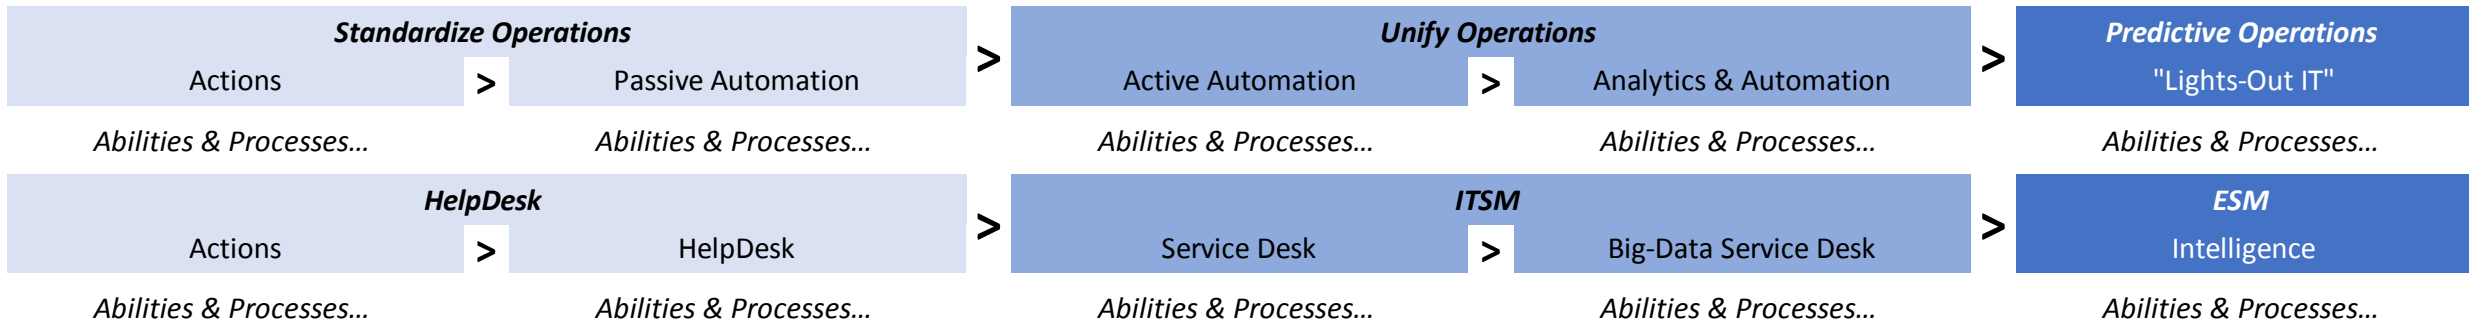 Standardize Operations > Unify Operations > Predictive Operations
Actions > Passive Automation Active Automation > Analytics & Automation "Lights-Out IT"
Abilities & Processes... Abilities & Processes... Abilities & Processes... Abilities & Processes... Abilities & Processes...
HelpDesk > ITSM > ESM
Actions > HelpDesk Service Desk > Big-Data Service Desk Intelligence
Abilities & Processes... Abilities & Processes... Abilities & Processes... Abilities & Processes... Abilities & Processes...